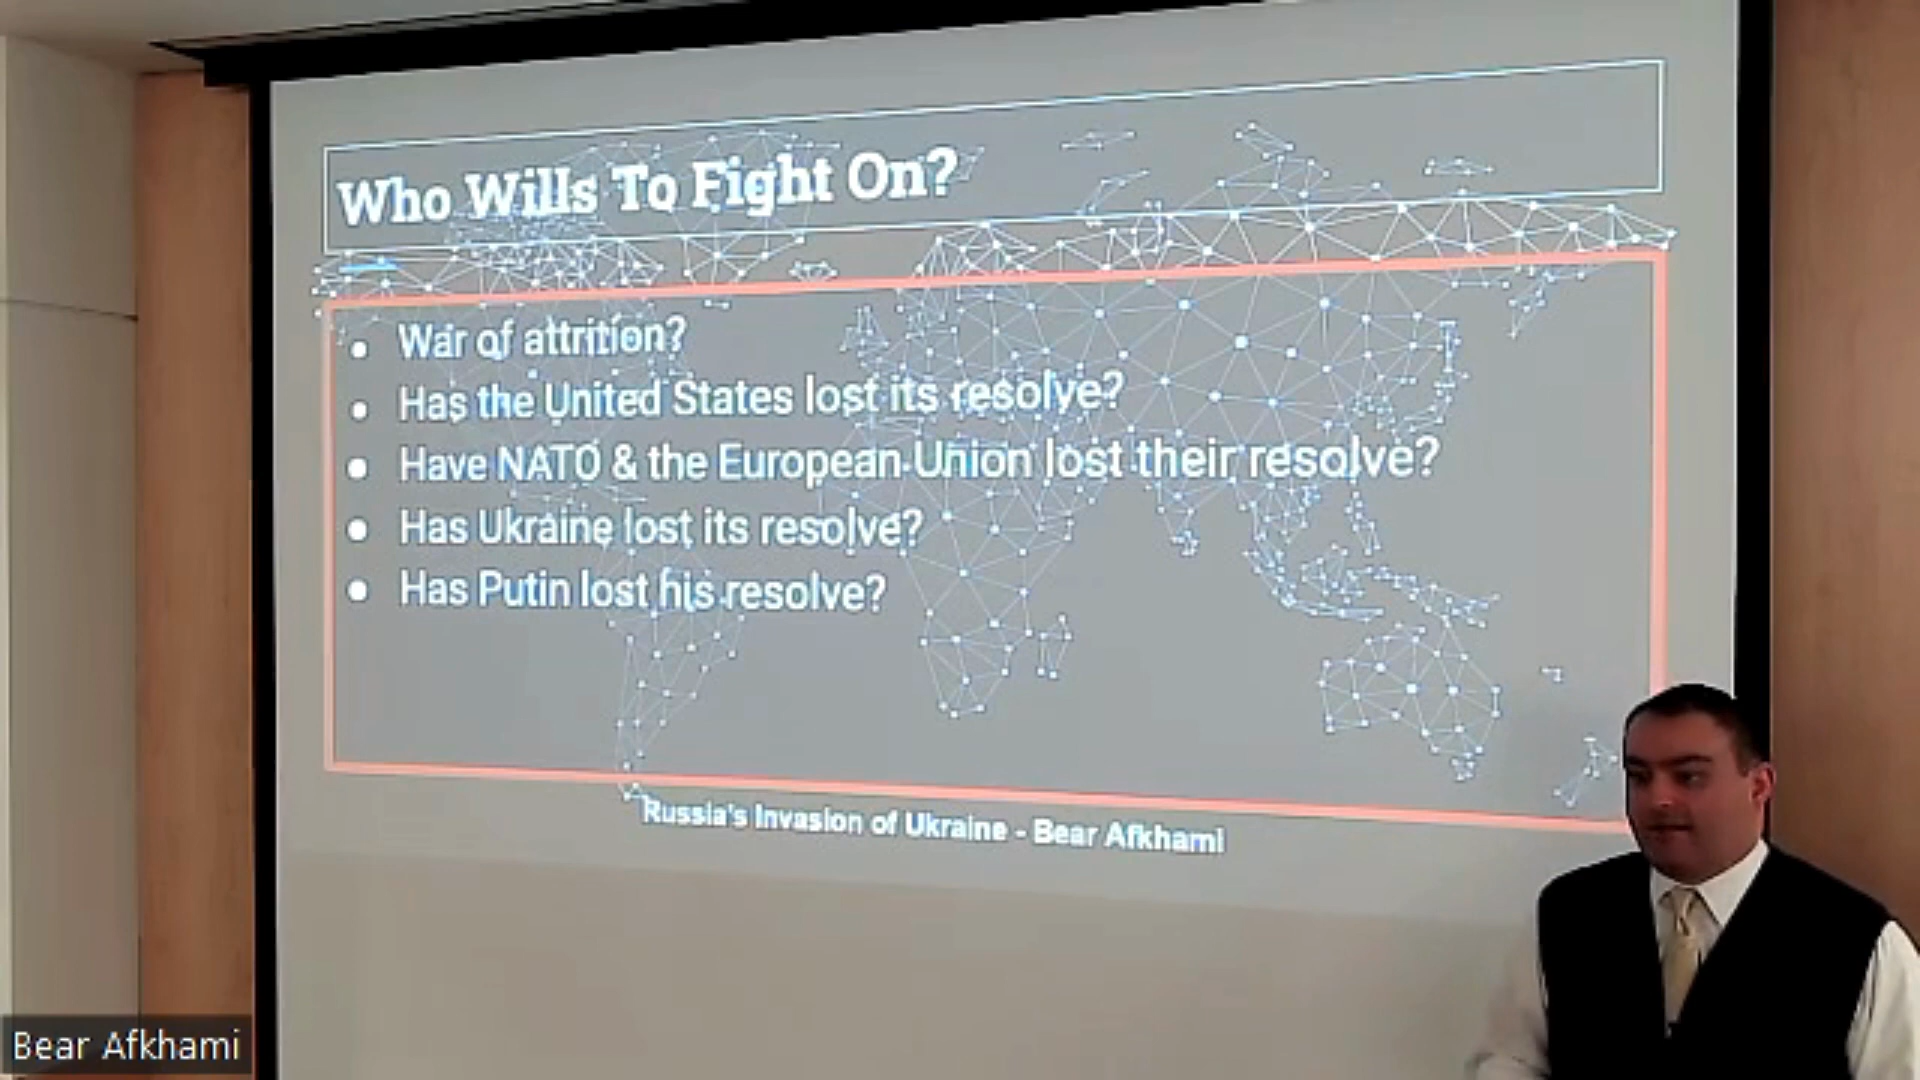 Who Wills To Fight On?
War of attrition?
Has the United States lost its resolve?
Have NATO & the European Union lost their resolve?
Has Ukraine lost its resolve?
Has Putin lost his resolve?
Russia's Invasion of Ukraine - Bear Afkhami
Bear Afkhami